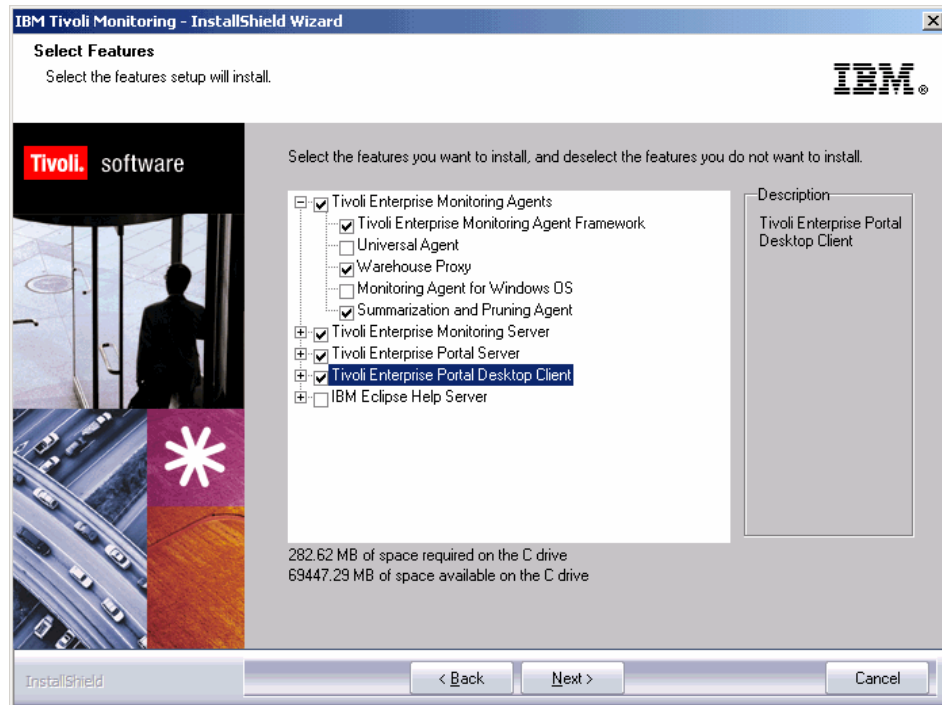 IBM Tivoli Monitoring - InstallShield Wizard
Select Features
Select the features setup will install.
IBM®
Tivoli. software
Select the features you want to install, and deselect the features you do not want to install.
Tivoli Enterprise Monitoring Agents
Tivoli Enterprise Monitoring Agent Framework
Universal Agent
Warehouse Proxy
Monitoring Agent for Windows OS
Summarization and Pruning Agent
Tivoli Enterprise Monitoring Server
Tivoli Enterprise Portal Server
Tivoli Enterprise Portal Desktop Client
IBM Eclipse Help Server
Description
Tivoli Enterprise Portal
Desktop Client
282.62 MB of space required on the C drive
69447.29 MB of space available on the C drive
InstallShield
< Back
Next >
Cancel